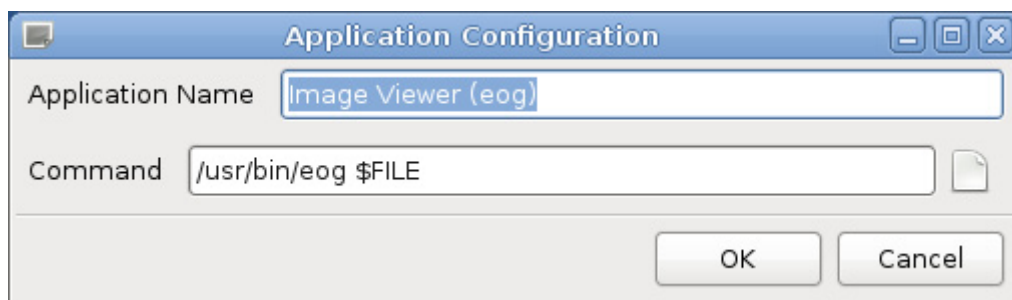 Application Configuration
Application Name Image Viewer (eog)
Command /usr/bin/eog $FILE
OK Cancel